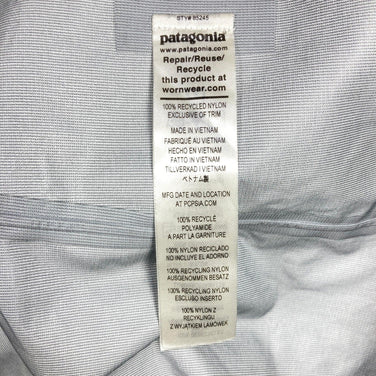 STY# 85245
patagonia
www.patagonia.com
Repair/Reuse/
Recycle
this product at
wornwear.com
100% RECYCLED NYLON
EXCLUSIVE OF TRIM
MADE IN VIETNAM
FABRIQUÉ AU VIETNAM
HECHO EN VIETNAM
FATTO IN VIETNAM
TILLVERKAD I VIETNAM
ベトナム製
MFG DATE AND LOCATION
AT PCPSIA.COM
100% RECYCLÉ
POLYAMIDE
A PART LA GARNITURE
100% NYLON RECICLADO
NO INCLUYE EL ADORNO
100% RECYCLING NYLON
AUSGENOMMEN BESATZ
100% RECYCLING NYLON
ESCLUSO INSERTO
100% NYLON Z
RECYKLINGU
Z WYJĄTKIEM LAMÓWEK